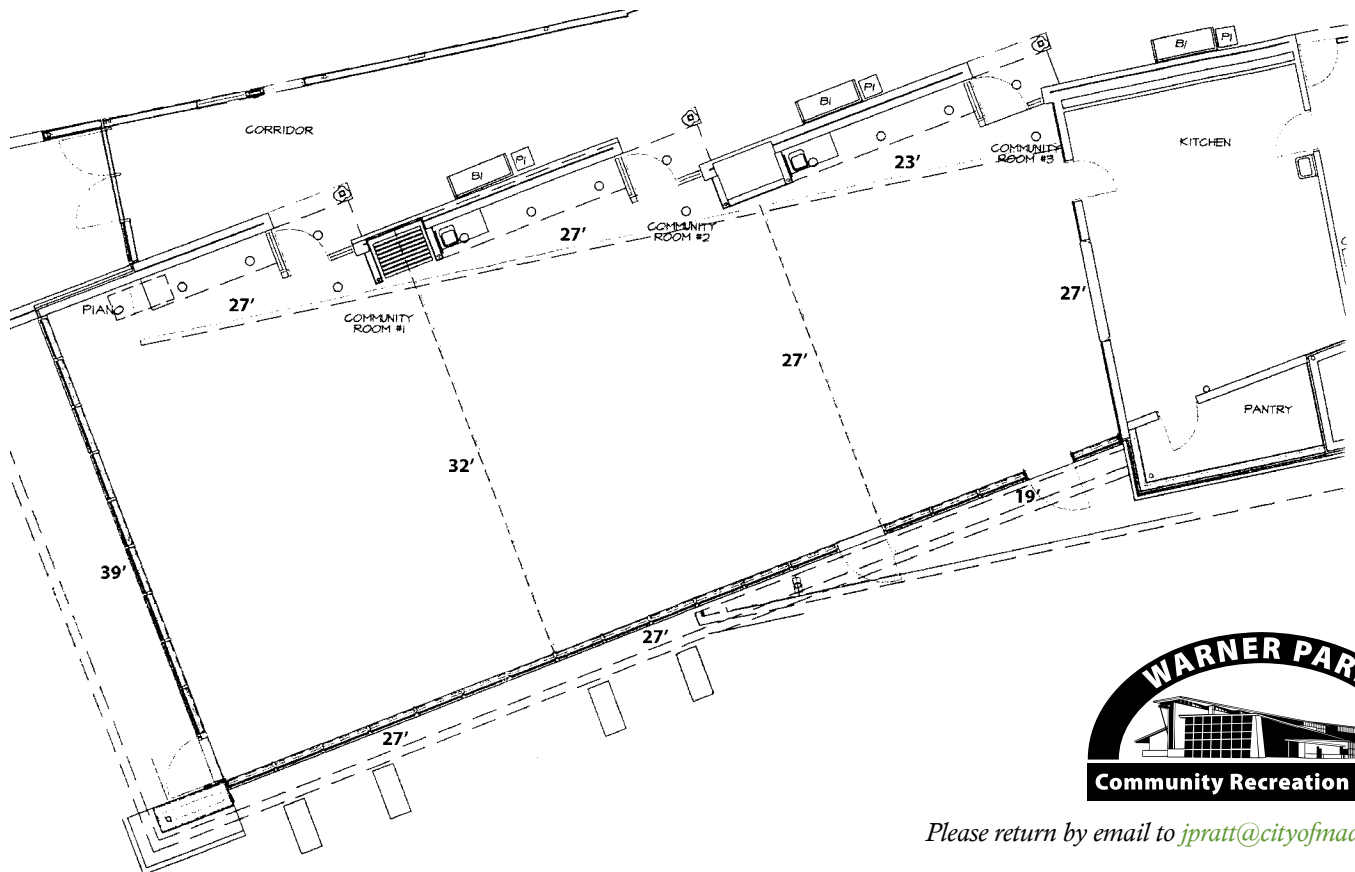 BI
PI
BI
PI
CORRIDOR
KITCHEN
COMMUNITY
ROOM #3
BI
PI
23'
COMMUNITY
ROOM #2
27'
27'
PIANO
27'
COMMUNITY
ROOM #1
27'
PANTRY
32'
19'
39'
27'
27'
WARNER PAR
Community Recreation
Please return by email to jpratt@cityofmad